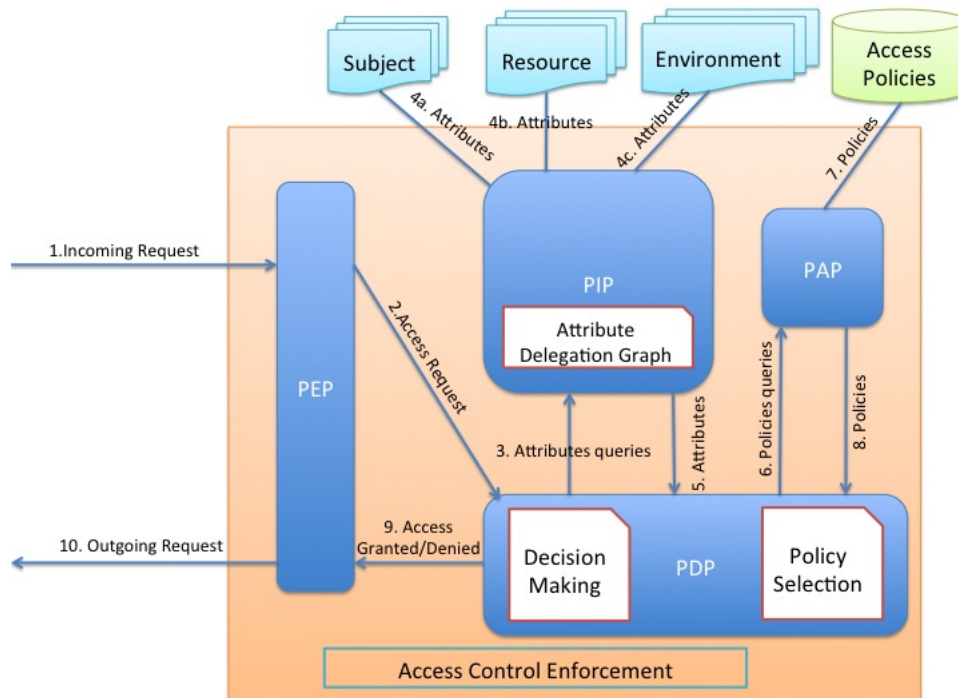 Subject
Resource
Environment
Access
Policies
4a. Attributes
4b. Attributes
4c. Attributes
7. Policies
1.Incoming Request
PIP
PAP
Attribute
Delegation Graph
2.Access Request
PEP
3. Attributes queries
5. Attributes
6. Policies queries
8. Policies
9. Access
Granted/Denied
10. Outgoing Request
Decision
Making
PDP
Policy
Selection
Access Control Enforcement